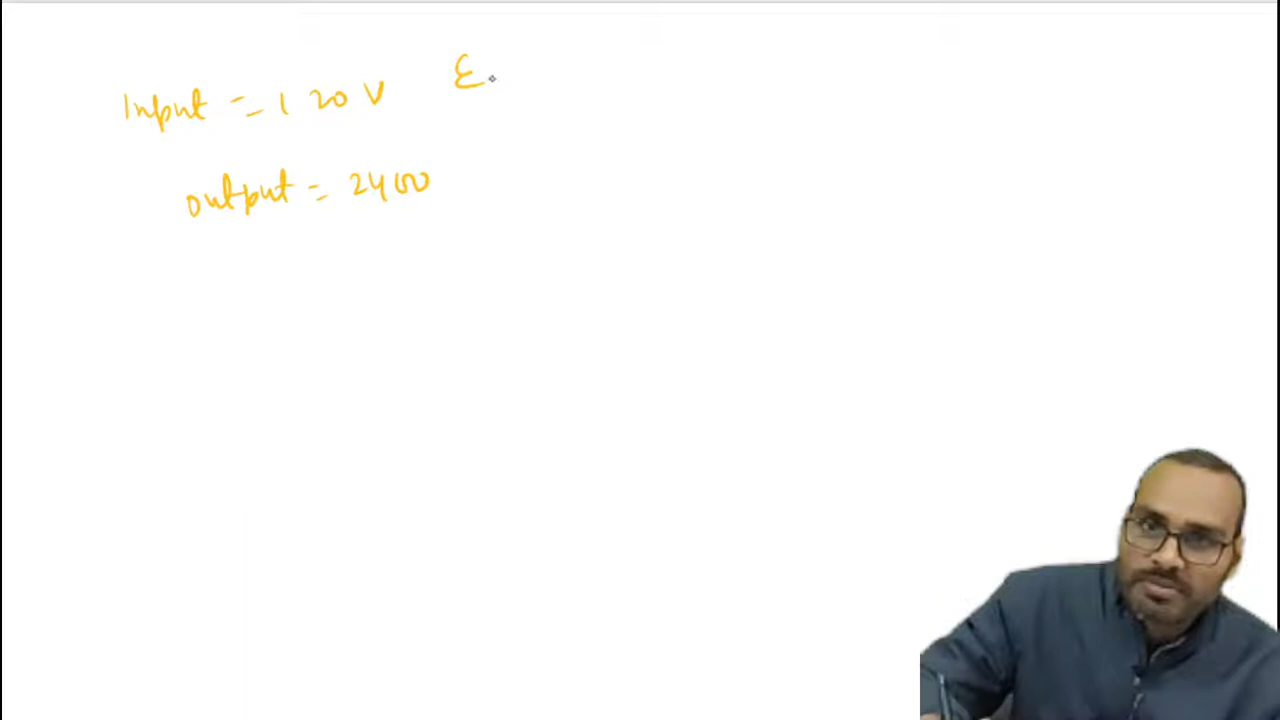 Input = 120 V ε.
output = 2400